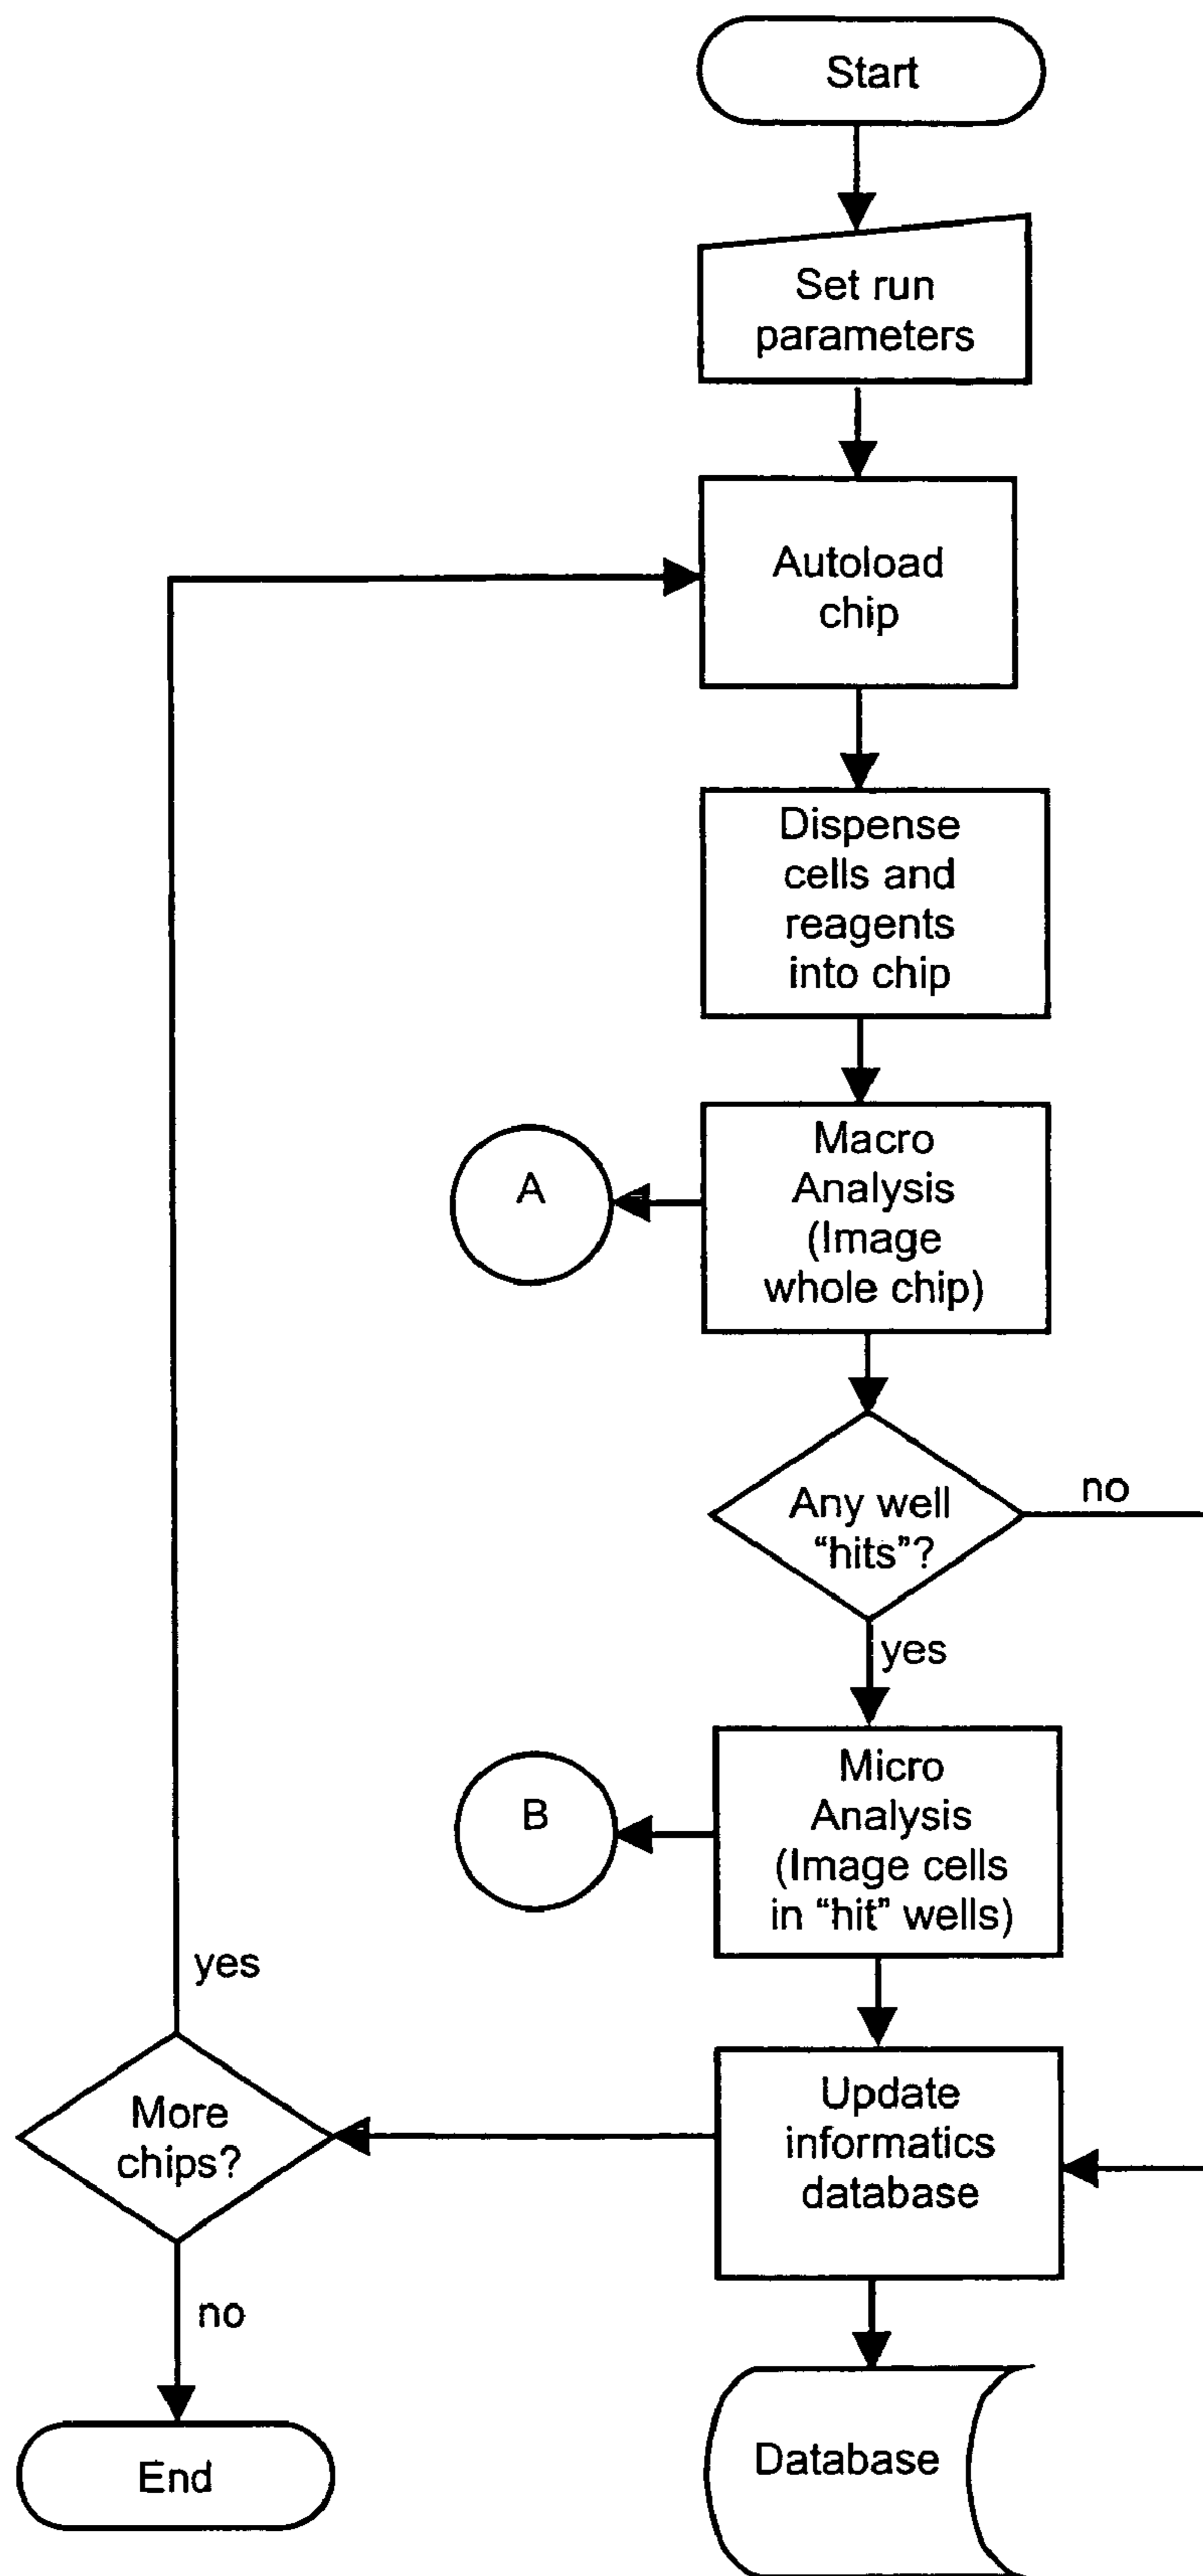 Start
Set run
parameters
Autoload
chip
Dispense
cells and
reagents
into chip
Macro
Analysis
(Image
whole chip)
A
Any well
“hits”?
no
yes
Micro
Analysis
(Image cells
in “hit” wells)
B
yes
Update
informatics
database
More
chips?
no
Database
End